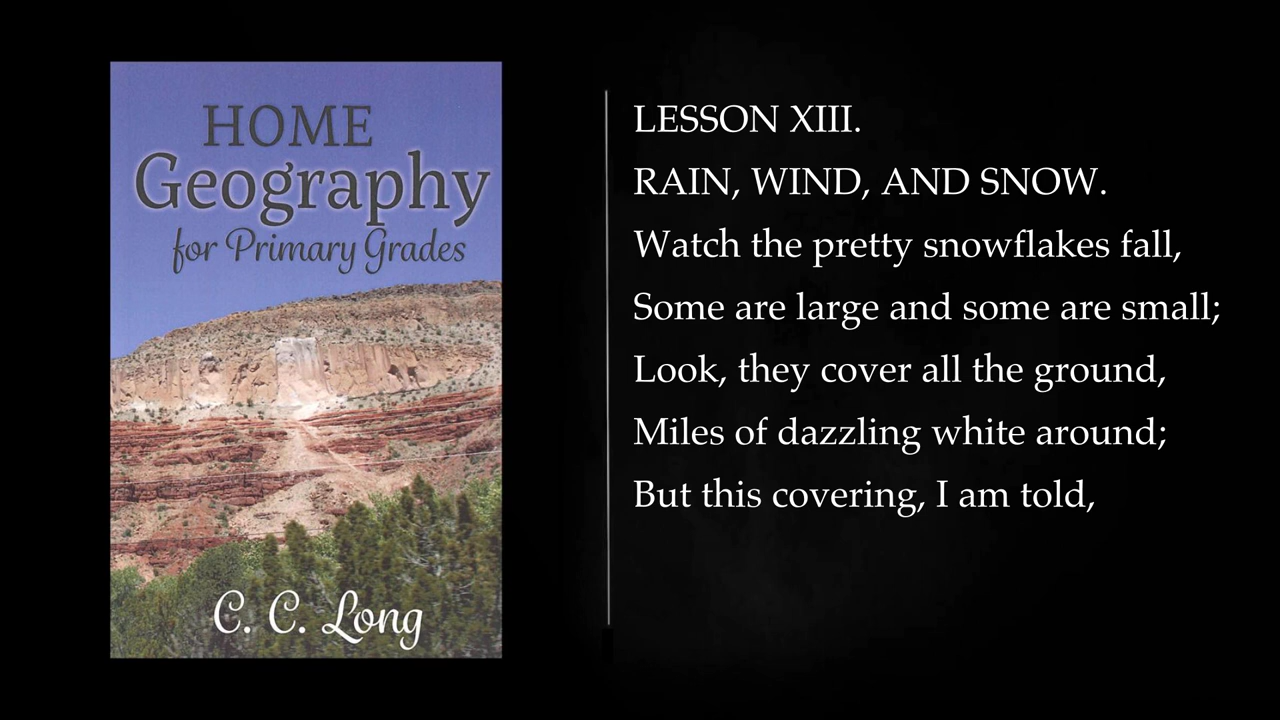 HOME
Geography
for Primary Grades
C. C. Long
LESSON XIII.
RAIN, WIND, AND SNOW.
Watch the pretty snowflakes fall,
Some are large and some are small;
Look, they cover all the ground,
Miles of dazzling white around;
But this covering, I am told,